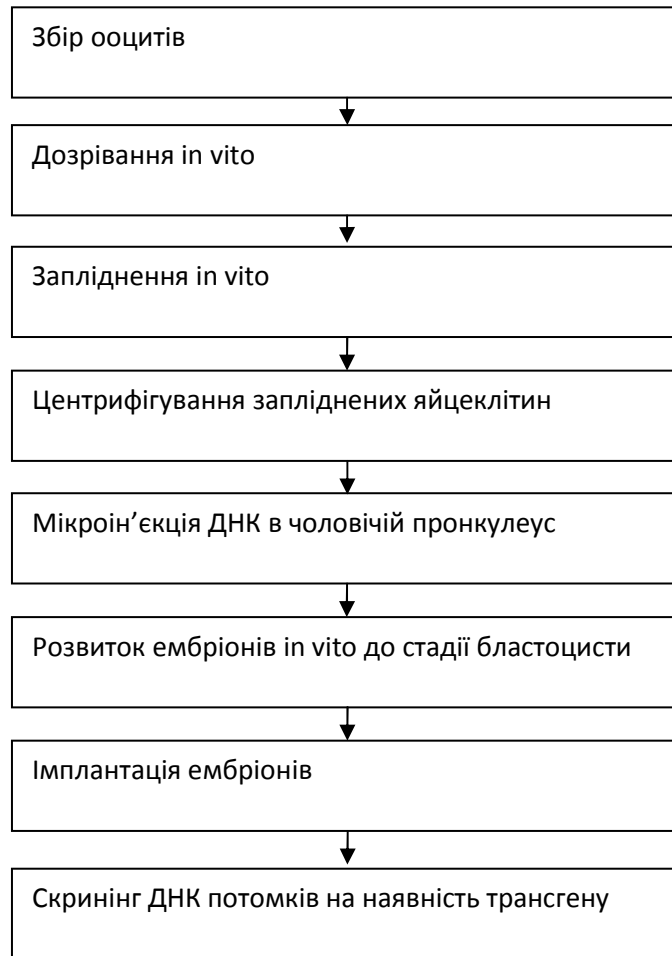 Збір ооцитів
Дозрівання in vito
Запліднення in vito
Центрифігування запліднених яйцеклітин
Мікроін’єкція ДНК в чоловічій пронкулеус
Розвиток ембріонів in vito до стадії бластоцисти
Імплантація ембріонів
Скринінг ДНК потомків на наявність трансгену